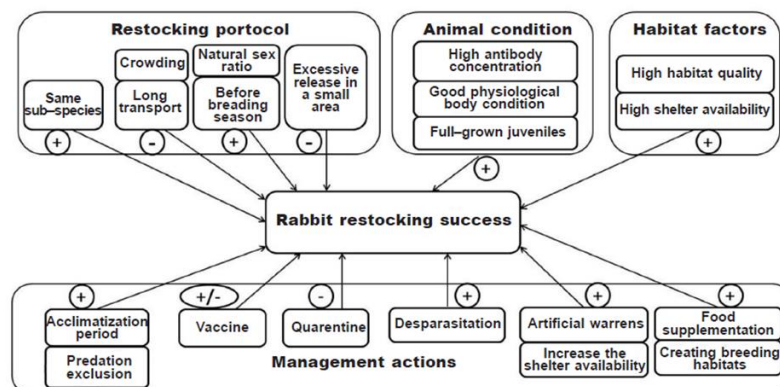 Restocking portocol
Animal condition
Habitat factors
Same
sub–species
+
Crowding
Long
transport
-
Natural sex
ratio
Before
breading
season
+
Excessive
release in
a small
area
-
High antibody
concentration
Good physiological
body condition
Full–grown juveniles
+
High habitat quality
High shelter availability
+
Rabbit restocking success
+
Acclimatization
period
Predation
exclusion
+/-
Vaccine
-
Quarentine
+
Desparasitation
+
Artificial warrens
Increase the
shelter availability
+
Food
supplementation
Creating breeding
habitats
Management actions